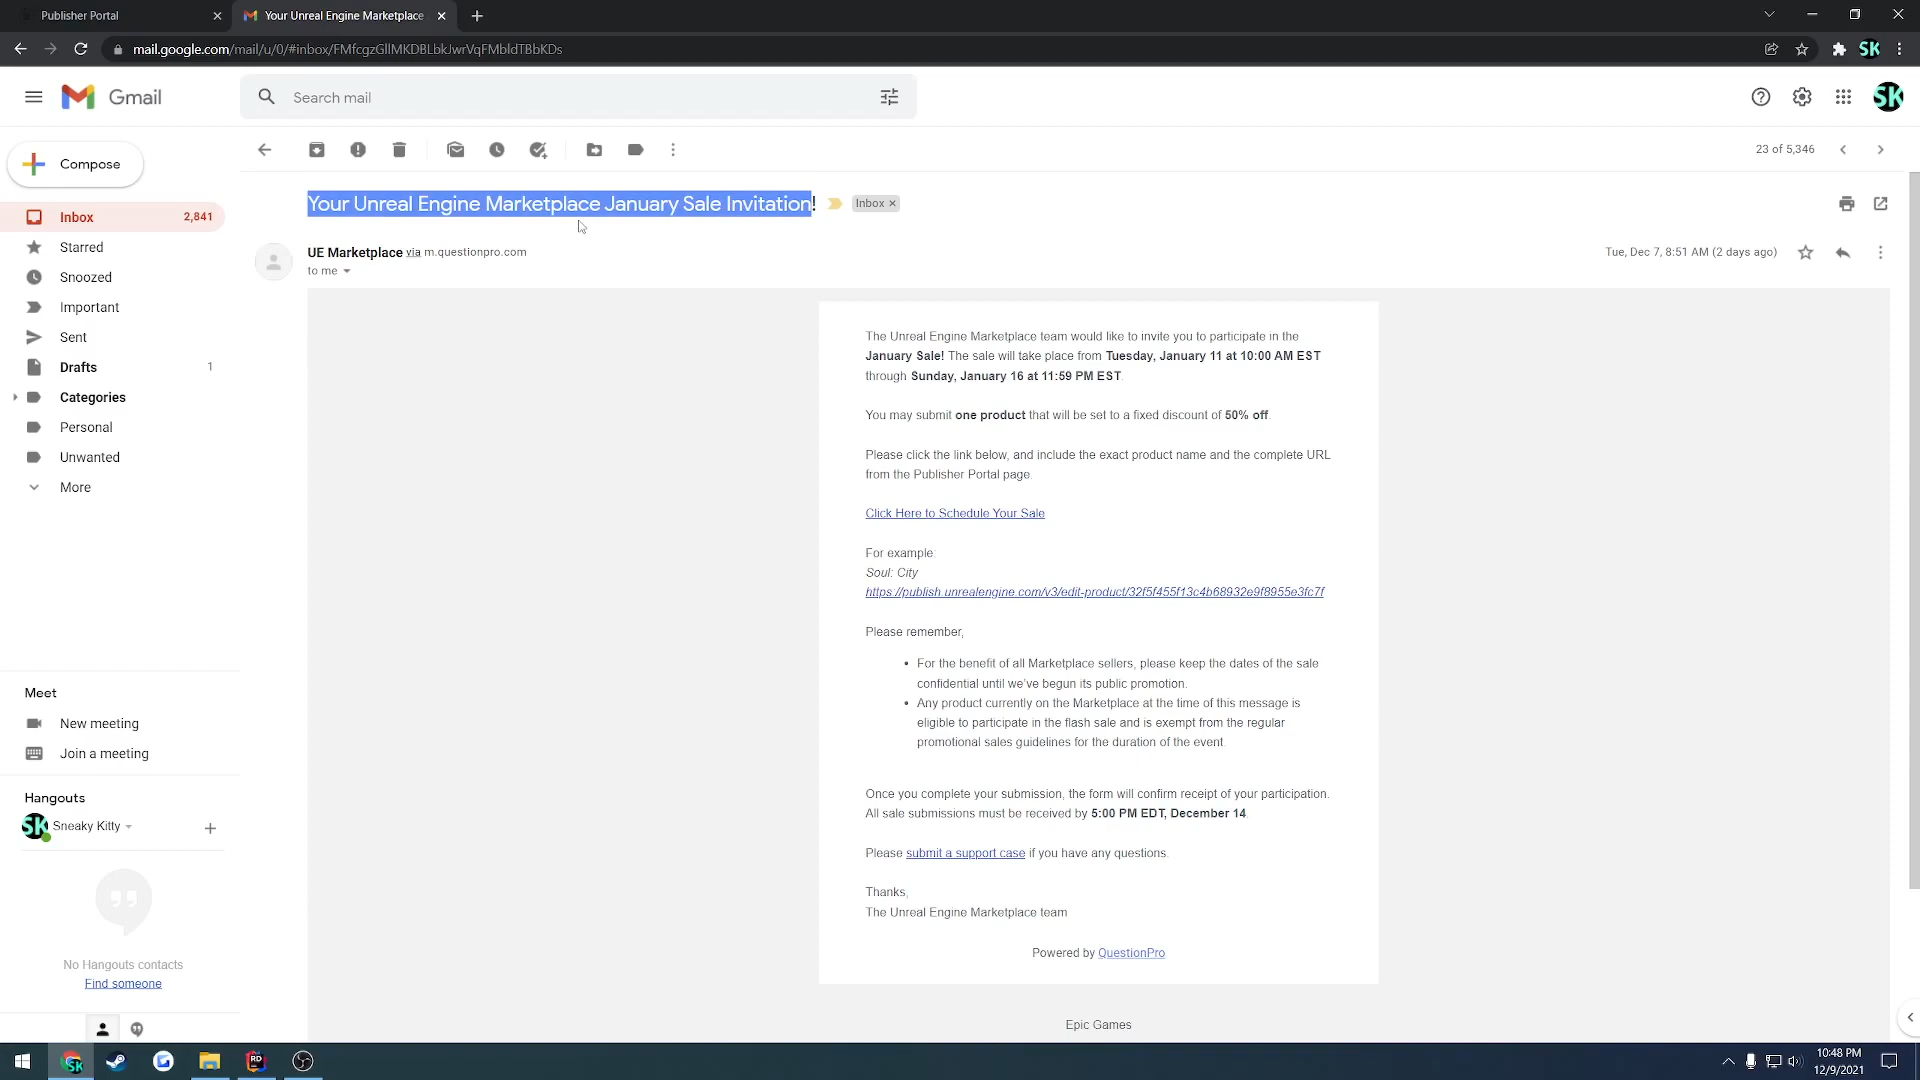 Publisher Portal
Your Unreal Engine Marketplace
mail.google.com/mail/u/0/#inbox/FMfcgzGllMKDBLbkJwrVqFMbldTBbKDs
SK
Gmail
Search mail
SK
Compose
23 of 5,346
Inbox 2,841
Starred
Snoozed
Important
Sent
Drafts 1
Categories
Personal
Unwanted
More
Meet
New meeting
Join a meeting
Hangouts
SK Sneaky Kitty
No Hangouts contacts
Find someone
Your Unreal Engine Marketplace January Sale Invitation!
Inbox
UE Marketplace via m.questionpro.com
Tue, Dec 7, 8:51 AM (2 days ago)
to me
The Unreal Engine Marketplace team would like to invite you to participate in the
January Sale! The sale will take place from Tuesday, January 11 at 10:00 AM EST
through Sunday, January 16 at 11:59 PM EST.
You may submit one product that will be set to a fixed discount of 50% off.
Please click the link below, and include the exact product name and the complete URL
from the Publisher Portal page.
Click Here to Schedule Your Sale
For example:
Soul: City
https://publish.unrealengine.com/v3/edit-product/32f5f455f13c4b68932e9f8955e3fc7f
Please remember,
• For the benefit of all Marketplace sellers, please keep the dates of the sale
confidential until we've begun its public promotion.
• Any product currently on the Marketplace at the time of this message is
eligible to participate in the flash sale and is exempt from the regular
promotional sales guidelines for the duration of the event.
Once you complete your submission, the form will confirm receipt of your participation.
All sale submissions must be received by 5:00 PM EDT, December 14.
Please submit a support case if you have any questions.
Thanks,
The Unreal Engine Marketplace team
Powered by QuestionPro
Epic Games
SK
RD
10:48 PM
12/9/2021